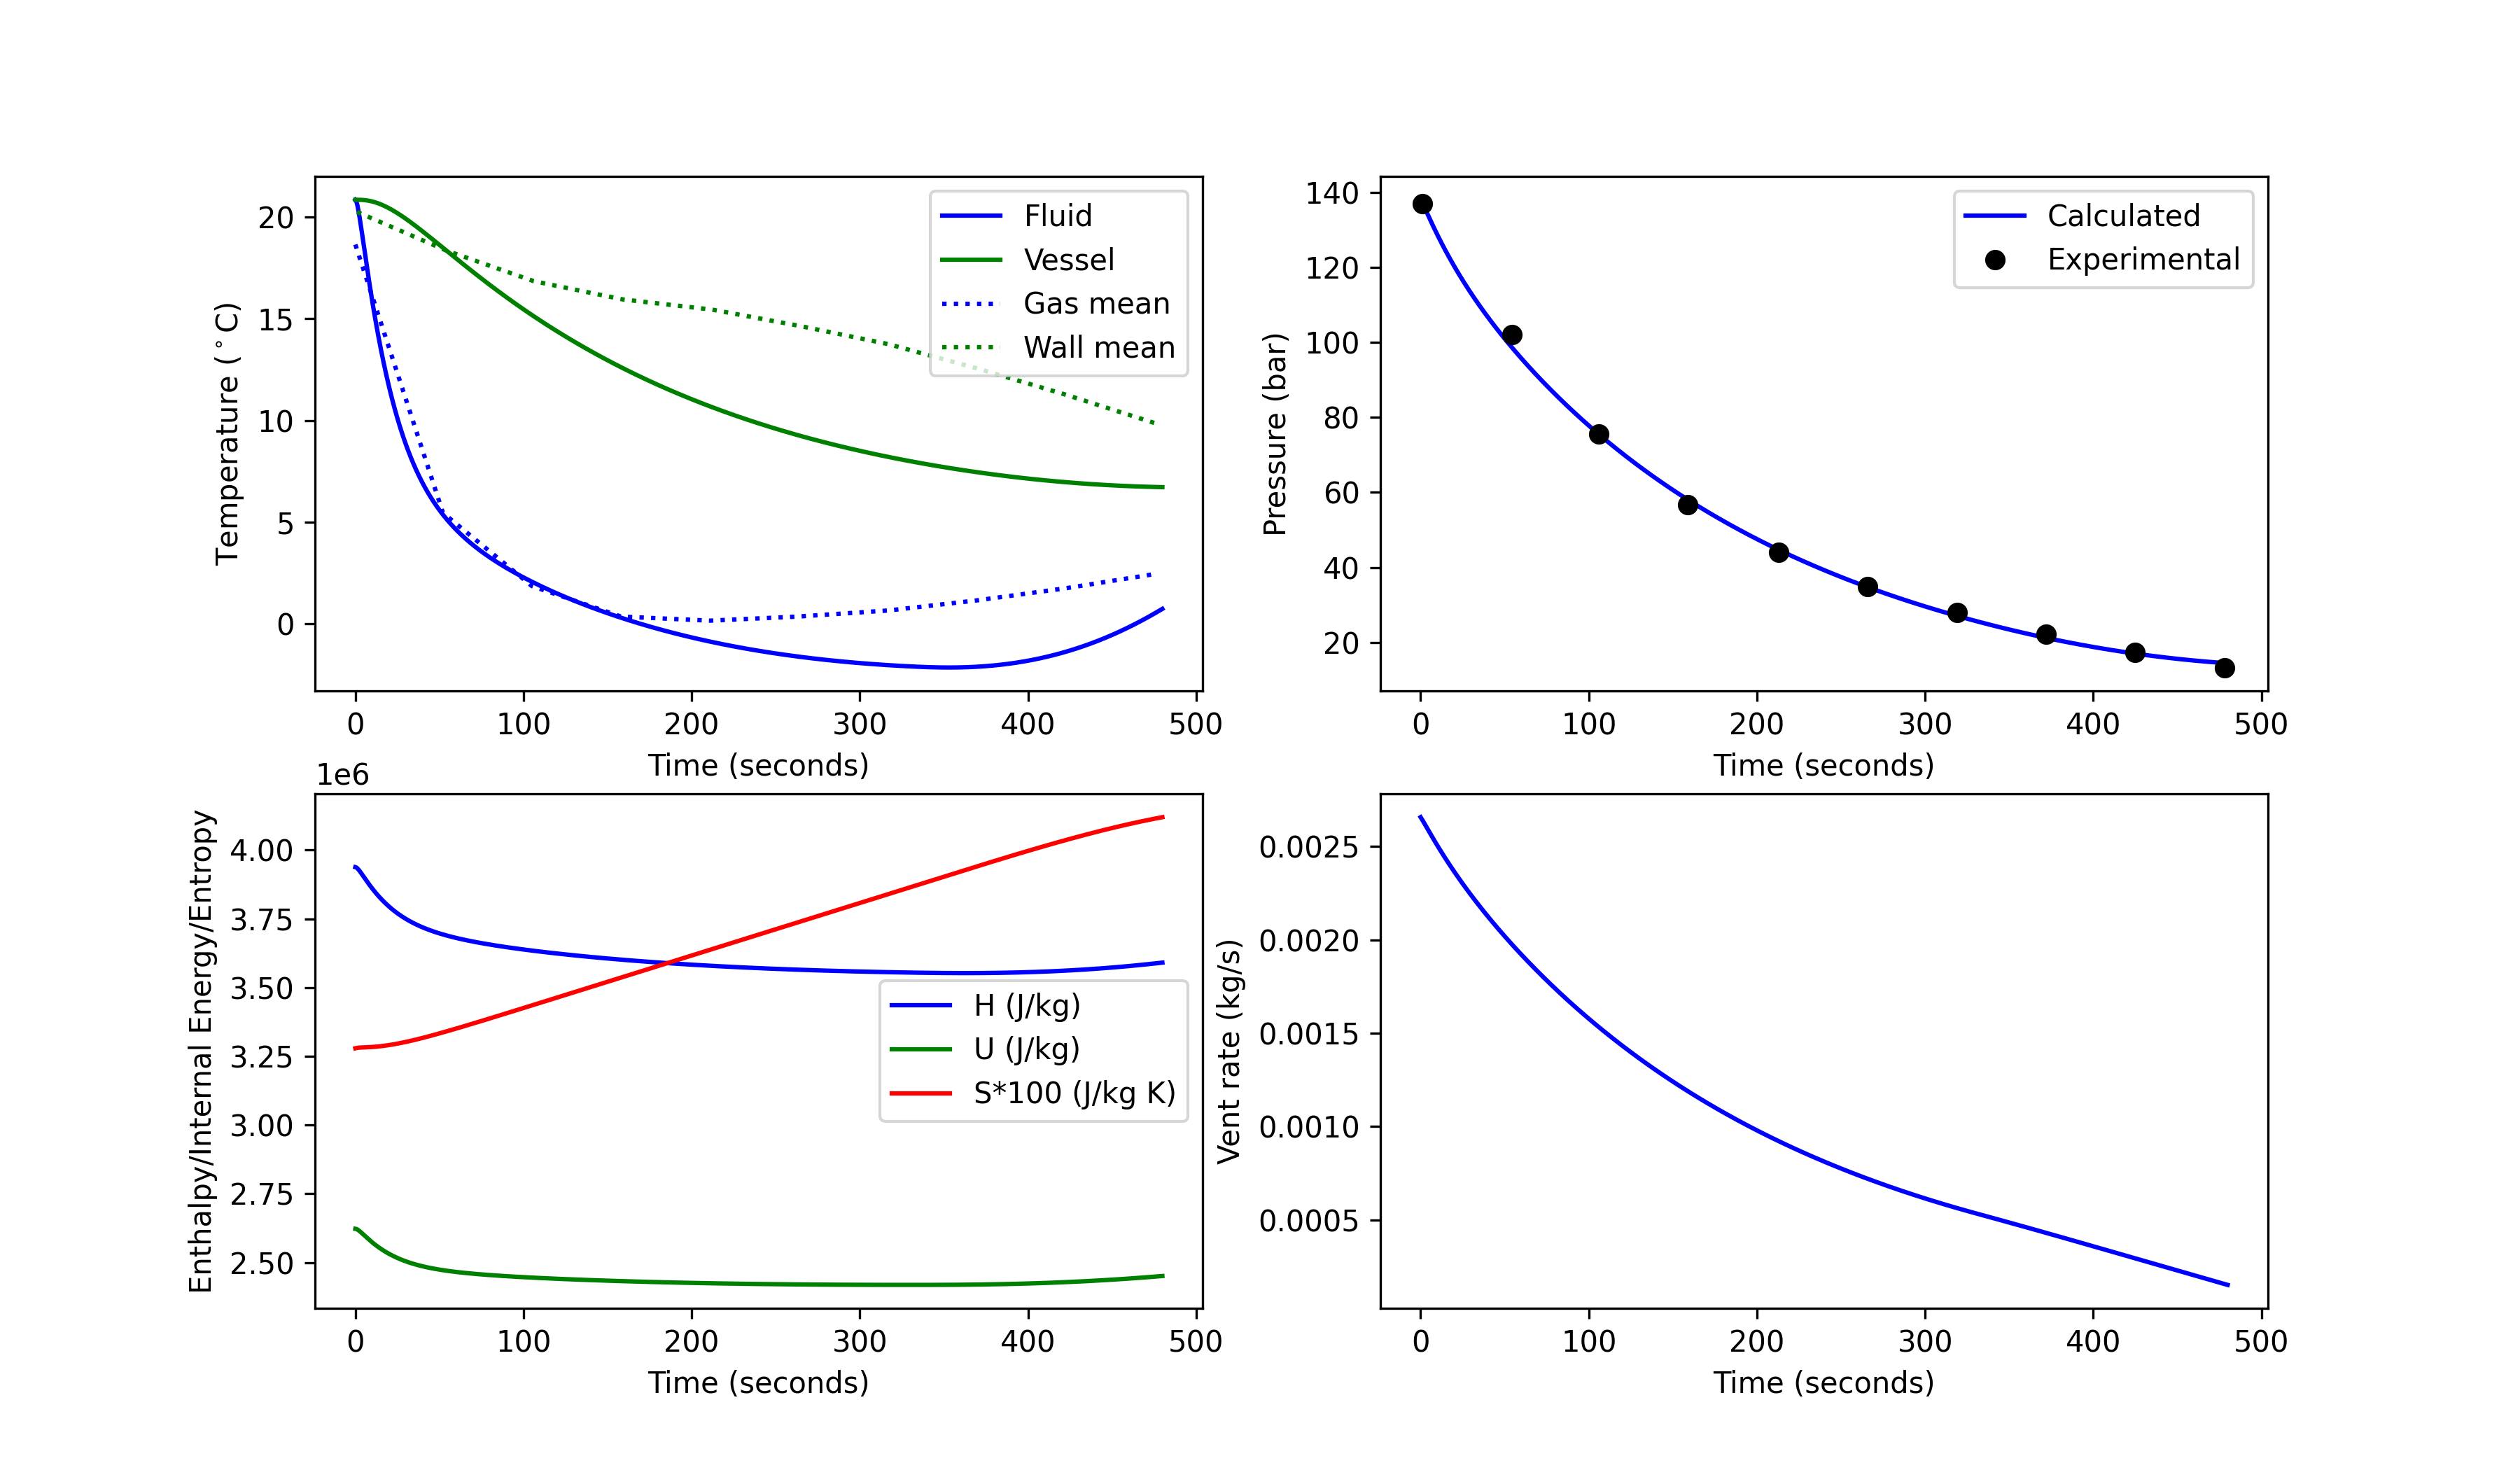 20
15
10
5
0
Temperature (°C)
0 100 200 300 400 500
Time (seconds)
Fluid
Vessel
Gas mean
Wall mean
140
120
100
80
60
40
20
Pressure (bar)
0 100 200 300 400 500
Time (seconds)
Calculated
Experimental
1e6
4.00
3.75
3.50
3.25
3.00
2.75
2.50
Enthalpy/Internal Energy/Entropy
0 100 200 300 400 500
Time (seconds)
H (J/kg)
U (J/kg)
S*100 (J/kg K)
0.0025
0.0020
0.0015
0.0010
0.0005
Vent rate (kg/s)
0 100 200 300 400 500
Time (seconds)